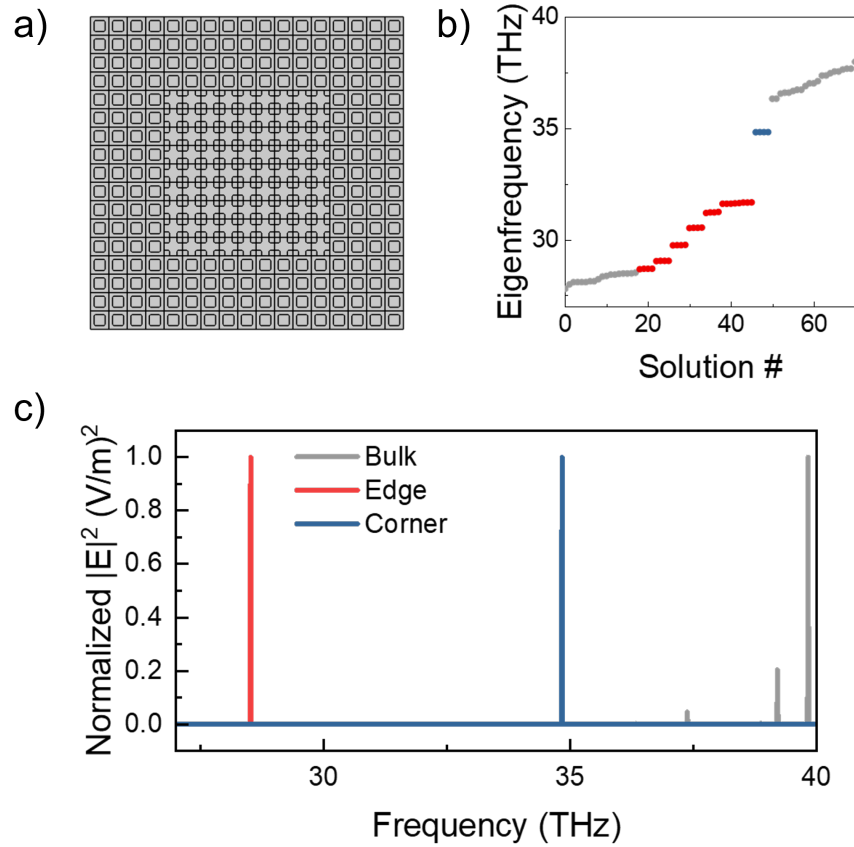 a)
b)
Eigenfrequency (THz)
40
35
30
0
20
40
60
Solution #
c)
Normalized |E|² (V/m)²
1.0
0.8
0.6
0.4
0.2
0.0
Bulk
Edge
Corner
30
35
40
Frequency (THz)